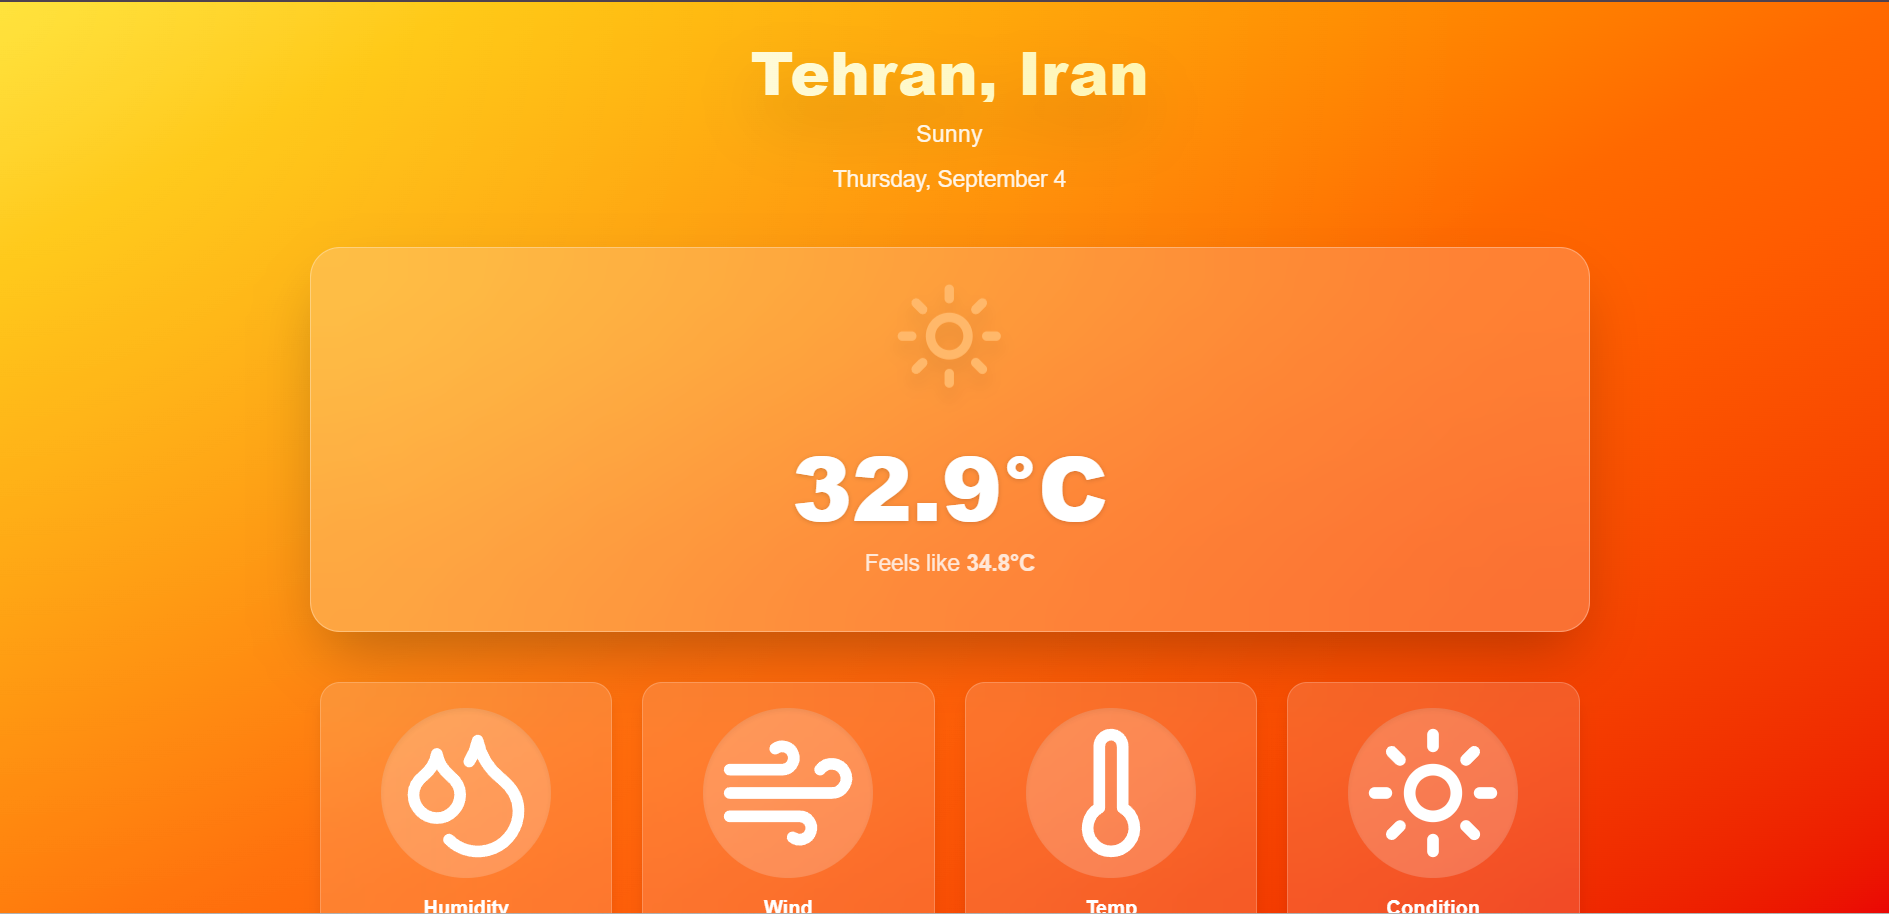 Tehran, Iran
Sunny
Thursday, September 4
32.9°C
Feels like 34.8°C
Humidity
Wind
Temp
Condition